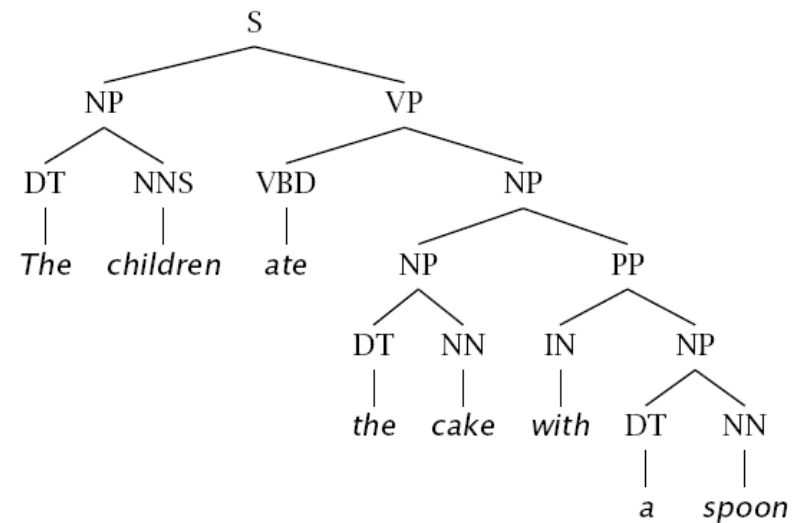 S
NP VP
DT NNS VBD NP
The children ate NP PP
DT NN IN NP
the cake with DT NN
a spoon